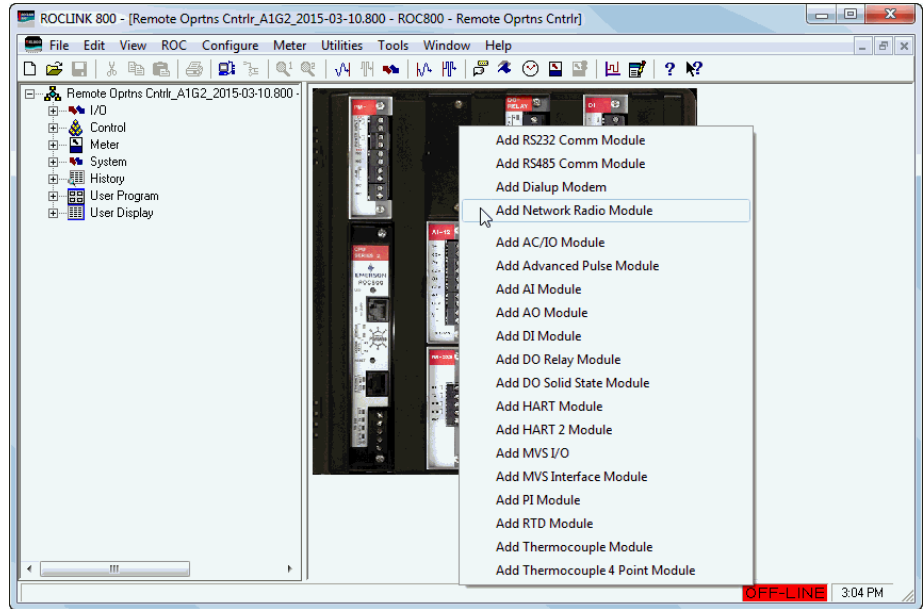 ROCLINK 800 - [Remote Oprtns Cntrlr_A1G2_2015-03-10.800 - ROC800 - Remote Oprtns Cntrlr]
File Edit View ROC Configure Meter Utilities Tools Window Help
Remote Oprtns Cntrlr_A1G2_2015-03-10.800 -
I/O
Control
Meter
System
History
User Program
User Display
DO-RELAY
DI-
AI-12
EMERSON
ROC800
Add RS232 Comm Module
Add RS485 Comm Module
Add Dialup Modem
Add Network Radio Module
Add AC/IO Module
Add Advanced Pulse Module
Add AI Module
Add AO Module
Add DI Module
Add DO Relay Module
Add DO Solid State Module
Add HART Module
Add HART 2 Module
Add MVS I/O
Add MVS Interface Module
Add PI Module
Add RTD Module
Add Thermocouple Module
Add Thermocouple 4 Point Module
OFF-LINE 3:04 PM